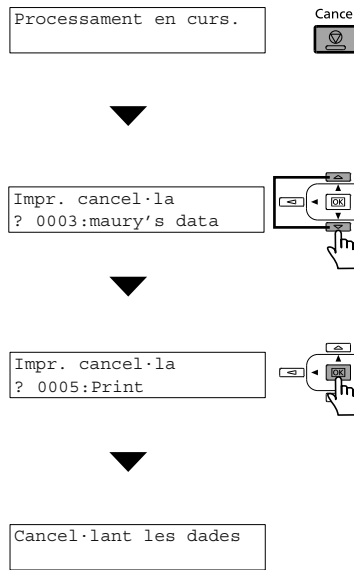 Processament en curs.
Cance
Impr. cancel·la
? 0003:maury's data
OK
Impr. cancel·la
? 0005:Print
OK
Cancel·lant les dades